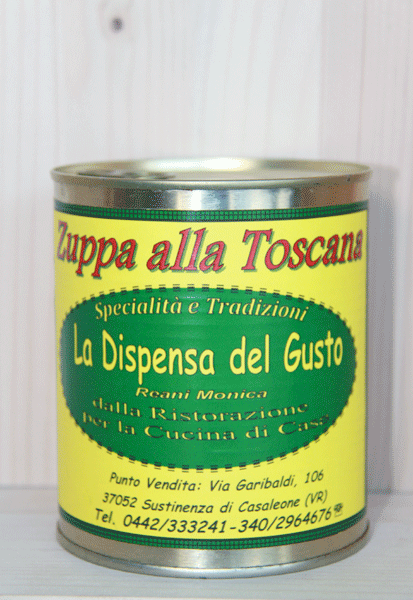 Zuppa alla Toscana
Specialità e Tradizioni
La Dispensa del Gusto
Reani Monica
dalla Ristorazione
per la Cucina di Casa
Punto Vendita: Via Garibaldi, 106
37052 Sustinenza di Casaleone (VR)
Tel. 0442/333241-340/2964676